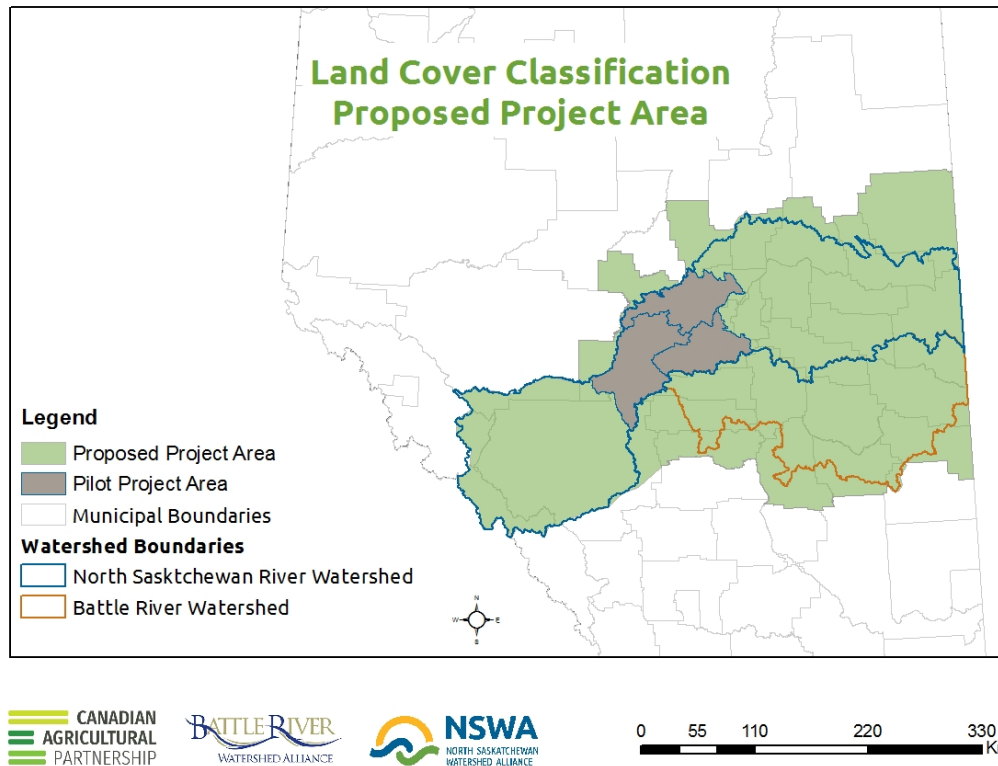 Land Cover Classification
Proposed Project Area
Legend
Proposed Project Area
Pilot Project Area
Municipal Boundaries
Watershed Boundaries
North Sasktchewan River Watershed
Battle River Watershed
N
W E
S
CANADIAN
AGRICULTURAL
PARTNERSHIP
BATTLE RIVER
WATERSHED ALLIANCE
NSWA
NORTH SASKATCHEWAN
WATERSHED ALLIANCE
0 55 110 220 330